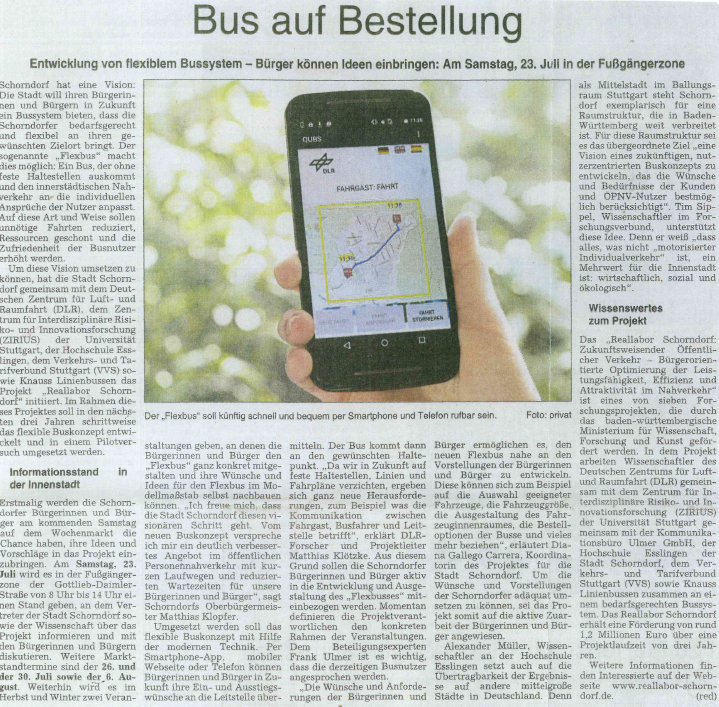 Bus auf Bestellung
Entwicklung von flexiblem Bussystem – Bürger können Ideen einbringen: Am Samstag, 23. Juli in der Fußgängerzone
Schorndorf hat eine Vision:
Die Stadt will ihren Bürgerin-
nen und Bürgern in Zukunft
ein Bussystem bieten, dass die
Schorndorfer bedarfsgerecht
und flexibel an ihren ge-
wünschten Zielort bringt. Der
sogenannte „Flexbus“ macht
dies möglich: Ein Bus, der ohne
feste Haltestellen auskommt
und den innerstädtischen Nah-
verkehr an die individuellen
Ansprüche der Nutzer anpasst.
Auf diese Art und Weise sollen
unnötige Fahrten reduziert,
Ressourcen geschont und die
Zufriedenheit der Busnutzer
erhöht werden.
Um diese Vision umsetzen zu
können, hat die Stadt Schorn-
dorf gemeinsam mit dem Deut-
schen Zentrum für Luft- und
Raumfahrt (DLR), dem Zen-
trum für Interdisziplinäre Risi-
ko- und Innovationsforschung
(ZIRIUS) der Universität
Stuttgart, der Hochschule Ess-
lingen, dem Verkehrs- und Ta-
rifverbund Stuttgart (VVS) so-
wie Knauss Linienbussen das
Projekt „Reallabor Schorn-
dorf“ initiiert. Im Rahmen die-
ses Projektes soll in den nächs-
ten drei Jahren schrittweise
das flexible Buskonzept entwi-
ckelt und in einem Pilotver-
such umgesetzt werden.
Informationsstand in
der Innenstadt
Erstmalig werden die Schorn-
dorfer Bürgerinnen und Bür-
ger am kommenden Samstag
auf dem Wochenmarkt die
Chance haben, ihre Ideen und
Vorschläge in das Projekt ein-
zubringen. Am Samstag, 23.
Juli wird es in der Fußgänger-
zone der Gottlieb-Daimler-
Straße von 8 Uhr bis 14 Uhr ei-
nen Stand geben, an dem Ver-
treter der Stadt Schorndorf so-
wie der Wissenschaft über das
Projekt informieren und mit
den Bürgerinnen und Bürgern
diskutieren. Weitere Markt-
standtermine sind der 26. und
der 30. Juli sowie der 6. Au-
gust. Weiterhin wird es im
Herbst und Winter zwei Veran-
11:39
QUBS
DLR
FAHRGAST: FAHRT
11:39
11:30
FAHRT
STORNIEREN
Der „Flexbus“ soll künftig schnell und bequem per Smartphone und Telefon rufbar sein.
Foto: privat
staltungen geben, an denen die
Bürgerinnen und Bürger den
„Flexbus“ ganz konkret mitge-
stalten und ihre Wünsche und
Ideen für den Flexbus im Mo-
dellmaßstab selbst nachbauen
können. „Ich freue mich, dass
die Stadt Schorndorf diesen vi-
sionären Schritt geht. Vom
neuen Buskonzept verspreche
ich mir ein deutlich verbesser-
tes Angebot im öffentlichen
Personennahverkehr mit kur-
zen Laufwegen und reduzier-
ten Wartezeiten für unsere
Bürgerinnen und Bürger“, sagt
Schorndorfs Oberbürgermeis-
ter Matthias Klopfer.
Umgesetzt werden soll das
flexible Buskonzept mit Hilfe
der modernen Technik. Per
Smartphone-App, mobiler
Webseite oder Telefon können
Bürgerinnen und Bürger in Zu-
kunft ihre Ein- und Ausstiegs-
wünsche an die Leitstelle über-
mitteln. Der Bus kommt dann
an den gewünschten Halte-
punkt. „Da wir in Zukunft auf
feste Haltestellen, Linien und
Fahrpläne verzichten, ergeben
sich ganz neue Herausforde-
rungen, zum Beispiel was die
Kommunikation zwischen
Fahrgast, Busfahrer und Leit-
stelle betrifft“, erklärt DLR-
Forscher und Projektleiter
Matthias Klötzke. Aus diesem
Grund sollen die Schorndorfer
Bürgerinnen und Bürger aktiv
in die Entwicklung und Ausge-
staltung des „Flexbusses“ mit-
einbezogen werden. Momentan
definieren die Projektverant-
wortlichen den konkreten
Rahmen der Veranstaltungen.
Dem Beteiligungsexperten
Frank Ulmer ist es wichtig,
dass die derzeitigen Busnutzer
angesprochen werden.
„Die Wünsche und Anforde-
rungen der Bürgerinnen und
Bürger ermöglichen es, den
neuen Flexbus nahe an den
Vorstellungen der Bürgerinnen
und Bürger zu entwickeln.
Diese können sich zum Beispiel
auf die Auswahl geeigneter
Fahrzeuge, die Fahrzeuggröße,
die Ausgestaltung des Fahr-
zeuginnenraumes, die Bestell-
optionen der Busse und vieles
mehr beziehen“, erläutert Dia-
na Gallego Carrera, Koordina-
torin des Projektes für die
Stadt Schorndorf. Um die
Wünsche und Vorstellungen
der Schorndorfer adäquat um-
setzen zu können, sei das Pro-
jekt somit auf die aktive Zuar-
beit der Bürgerinnen und Bür-
ger angewiesen.
Alexander Müller, Wissen-
schaftler an der Hochschule
Esslingen setzt auch auf die
Übertragbarkeit der Ergebnis-
se auf andere mittelgroße
Städte in Deutschland. Denn
als Mittelstadt im Ballungs-
raum Stuttgart steht Schorn-
dorf exemplarisch für eine
Raumstruktur, die in Baden-
Württemberg weit verbreitet
ist. Für diese Raumstruktur sei
es das übergeordnete Ziel „eine
Vision eines zukünftigen, nut-
zerzentrierten Buskonzepts zu
entwickeln, das die Wünsche
und Bedürfnisse der Kunden
und ÖPNV-Nutzer bestmög-
lich berücksichtigt“. Tim Sip-
pel, Wissenschaftler im For-
schungsverbund, unterstützt
diese Idee. Denn er weiß „dass
alles, was nicht „motorisierter
Individualverkehr“ ist, ein
Mehrwert für die Innenstadt
ist: wirtschaftlich, sozial und
ökologisch“.
Wissenswertes
zum Projekt
Das „Reallabor Schorndorf:
Zukunftsweisender Öffentli-
cher Verkehr – Bürgerorien-
tierte Optimierung der Leis-
tungsfähigkeit, Effizienz und
Attraktivität im Nahverkehr“
ist eines von sieben For-
schungsprojekten, die durch
das baden-württembergische
Ministerium für Wissenschaft,
Forschung und Kunst geför-
dert werden. In dem Projekt
arbeiten Wissenschaftler des
Deutschen Zentrums für Luft-
und Raumfahrt (DLR) gemein-
sam mit dem Zentrum für In-
terdisziplinäre Risiko- und In-
novationsforschung (ZIRIUS)
der Universität Stuttgart ge-
meinsam mit der Kommunikati-
onsbüro Ulmer GmbH, der
Hochschule Esslingen der
Stadt Schorndorf, dem Ver-
kehrs- und Tarifverbund
Stuttgart (VVS) sowie Knauss
Linienbussen zusammen an ei-
nem bedarfsgerechten Bussys-
tem. Das Reallabor Schorndorf
erhält eine Förderung von rund
1,2 Millionen Euro über eine
Projektlaufzeit von drei Jah-
ren.
Weitere Informationen fin-
den Interessierte auf der Web-
seite www.reallabor-schorn-
dorf.de. (red)